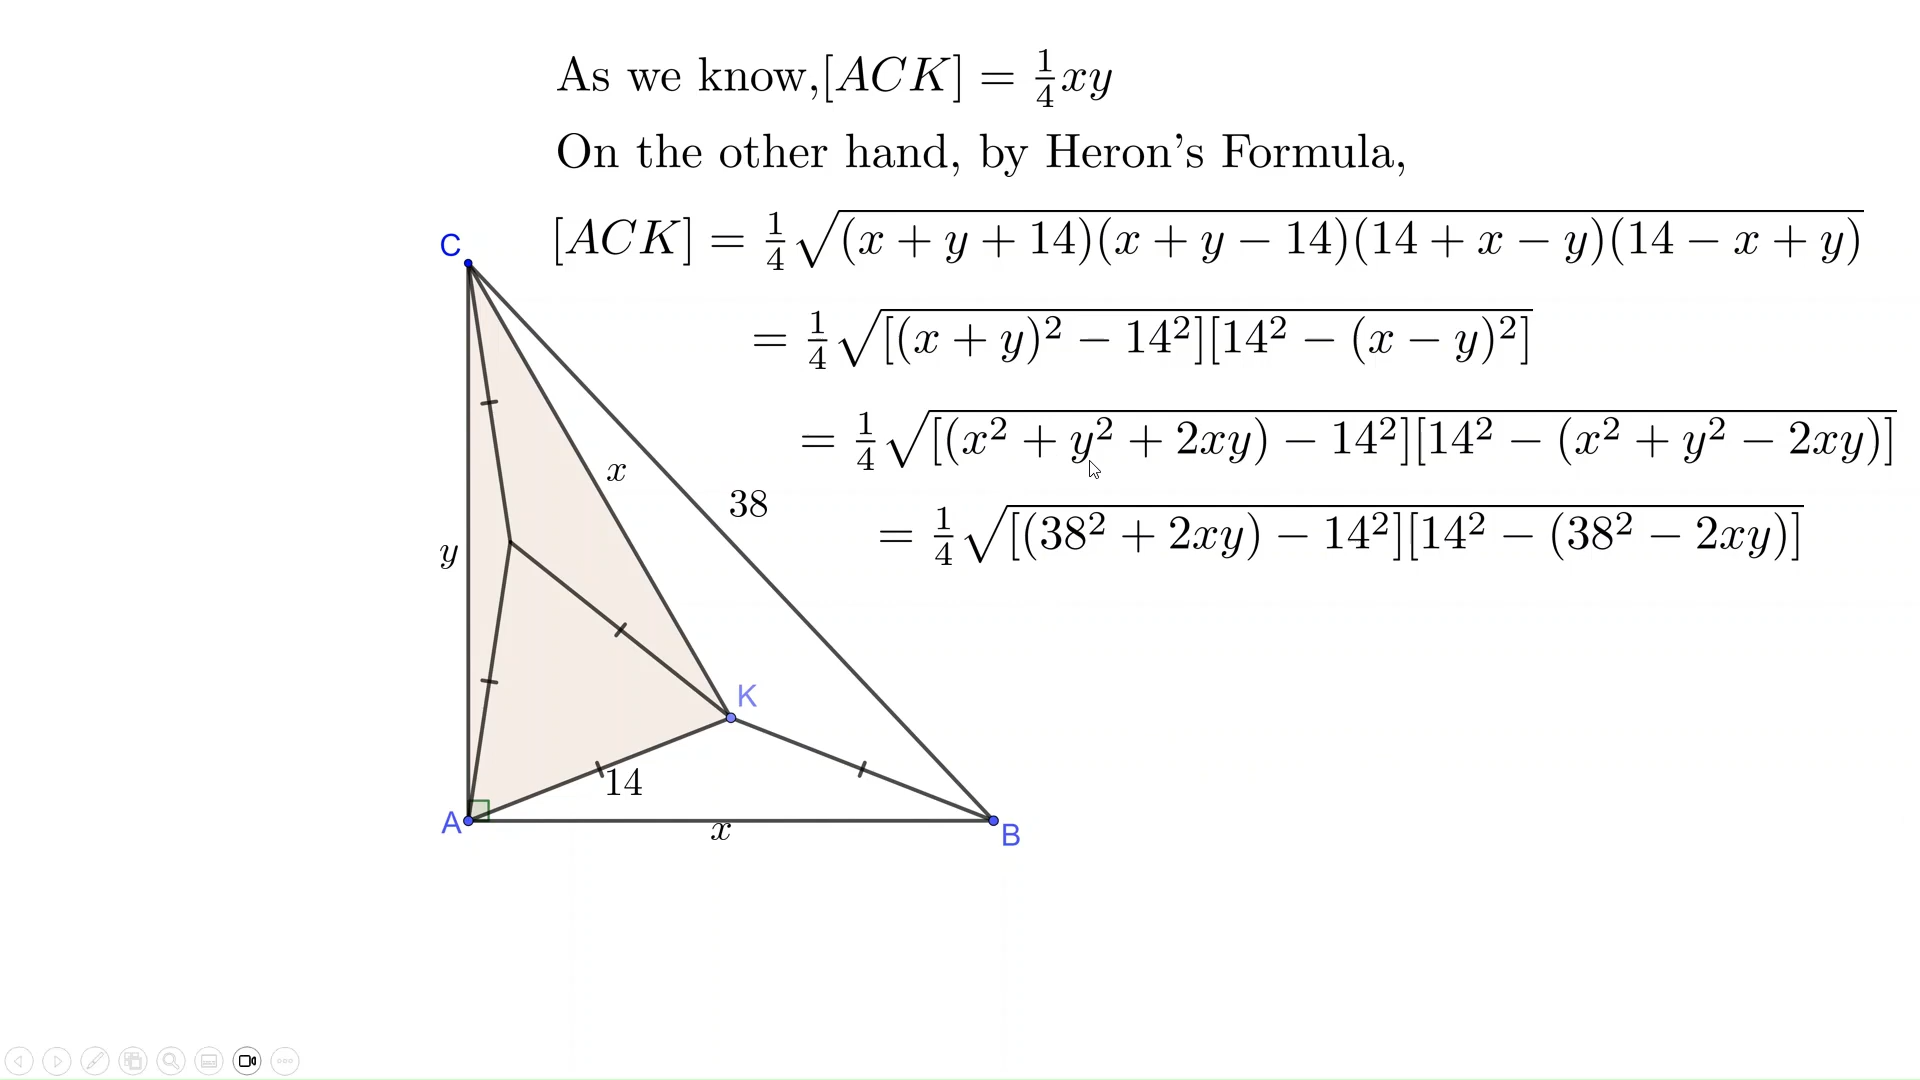 As we know,[ACK] = 1/4 xy
On the other hand, by Heron's Formula,
[ACK] = 1/4 √((x + y + 14)(x + y − 14)(14 + x − y)(14 − x + y))
= 1/4 √([(x + y)² − 14²][14² − (x − y)²])
= 1/4 √([(x² + y² + 2xy) − 14²][14² − (x² + y² − 2xy)])
= 1/4 √([(38² + 2xy) − 14²][14² − (38² − 2xy)])
C
x
38
y
K
14
A
x
B